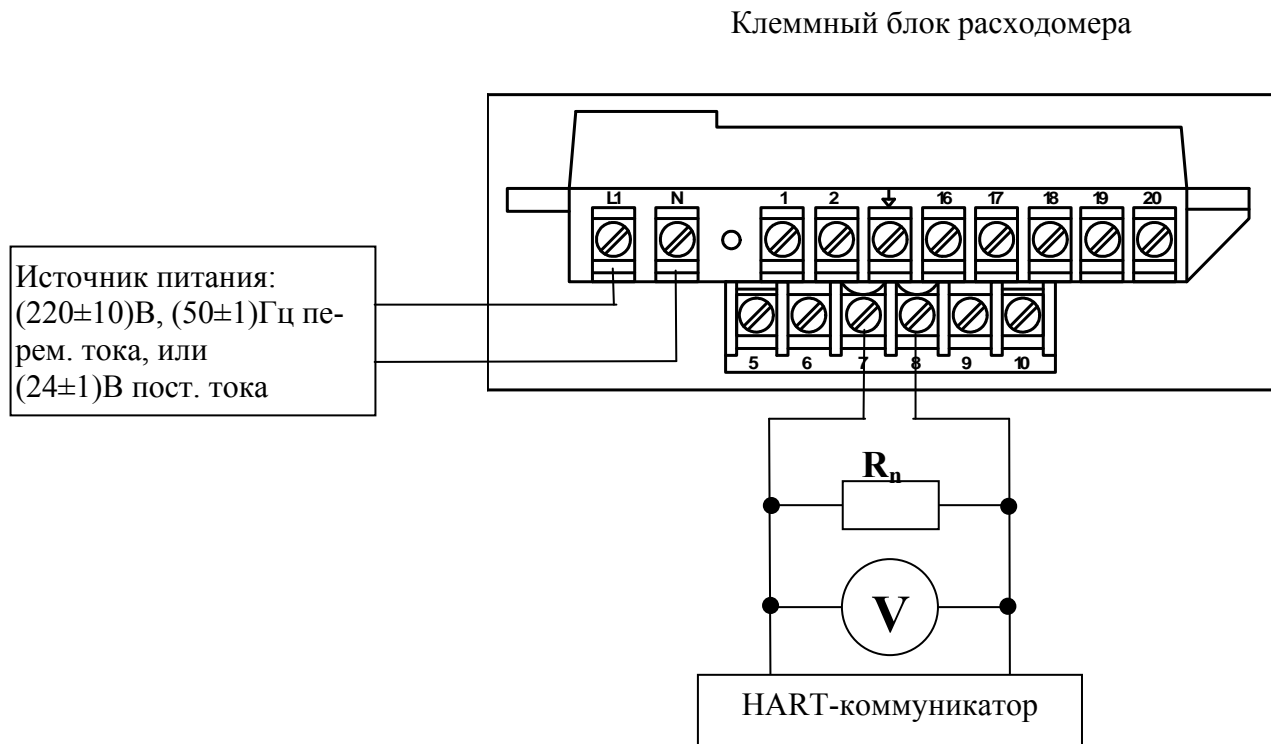 Клеммный блок расходомера
L1 N 1 2 16 17 18 19 20
Источник питания:
(220±10)В, (50±1)Гц пе-
рем. тока, или
(24±1)В пост. тока
5 6 7 8 9 10
Rn
V
HART-коммуникатор